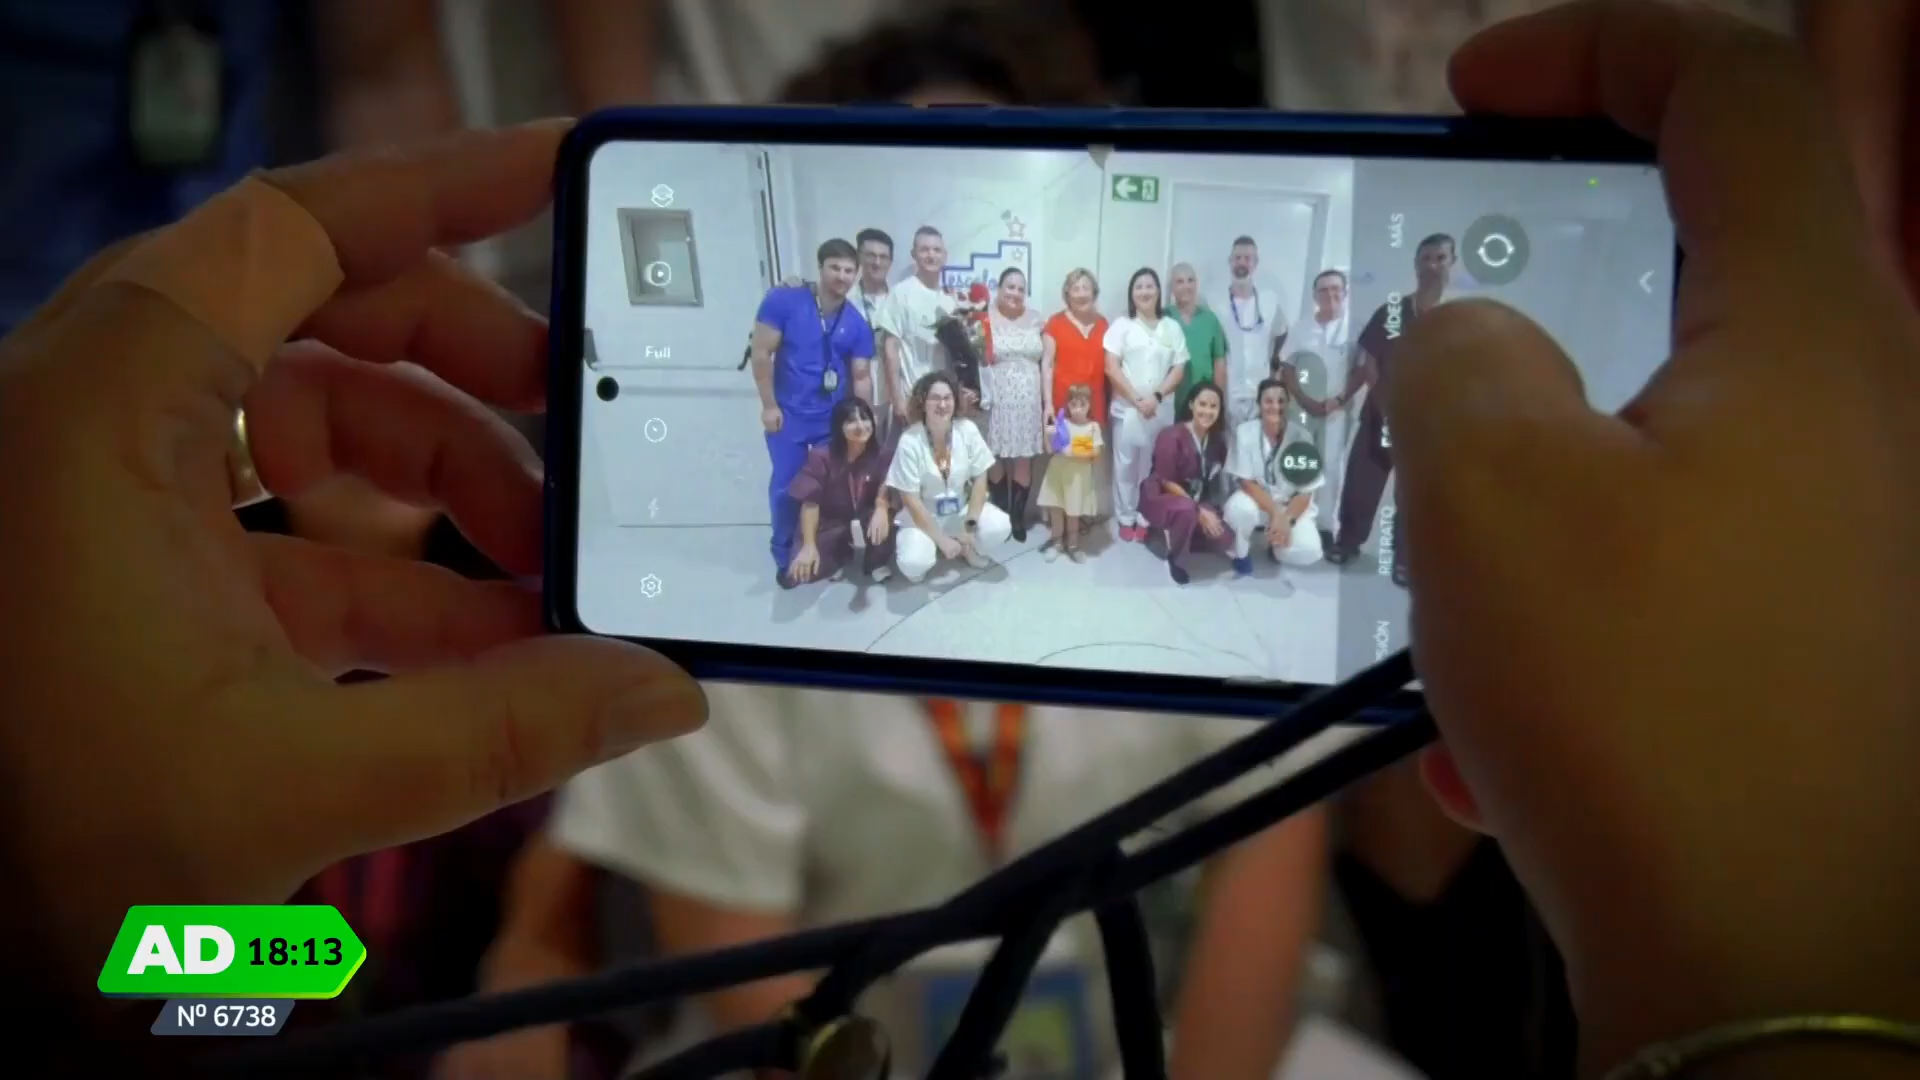 Full
MÁS
VÍDEO
RETRATO
2
1
0.5x
AD 18:13
Nº 6738